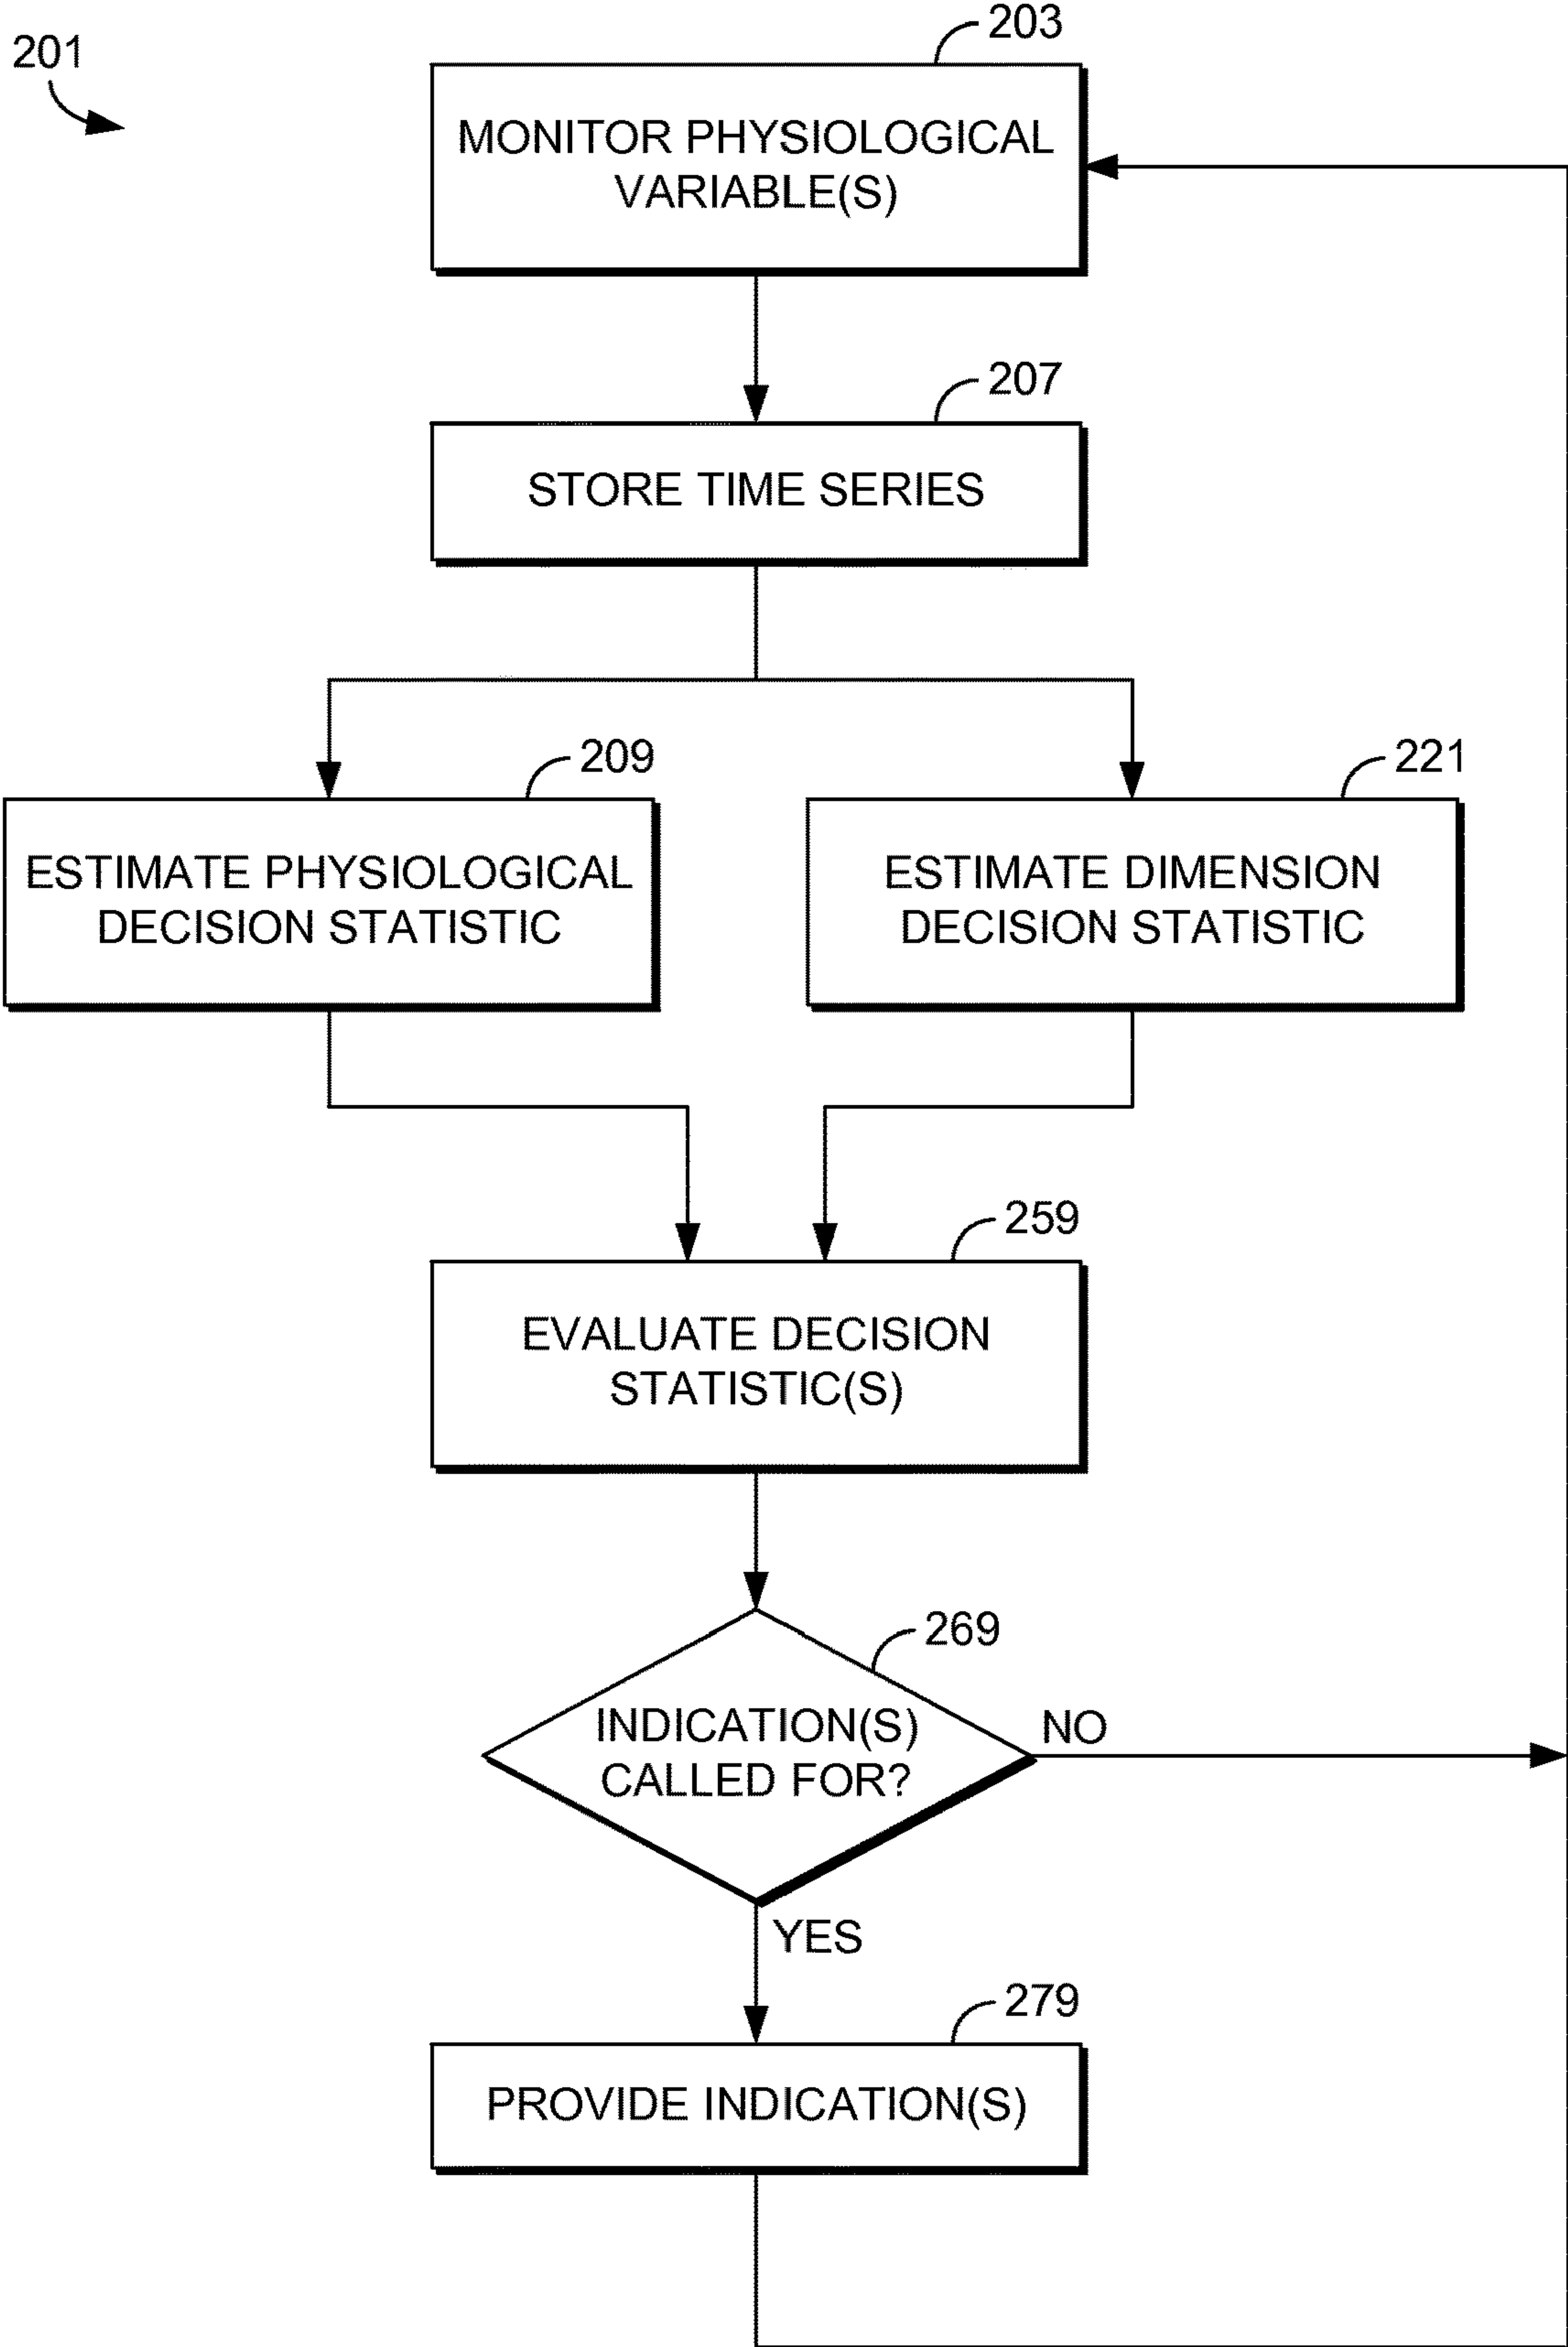 201
203
MONITOR PHYSIOLOGICAL
VARIABLE(S)
207
STORE TIME SERIES
209
ESTIMATE PHYSIOLOGICAL
DECISION STATISTIC
221
ESTIMATE DIMENSION
DECISION STATISTIC
259
EVALUATE DECISION
STATISTIC(S)
269
INDICATION(S)
CALLED FOR?
NO
YES
279
PROVIDE INDICATION(S)